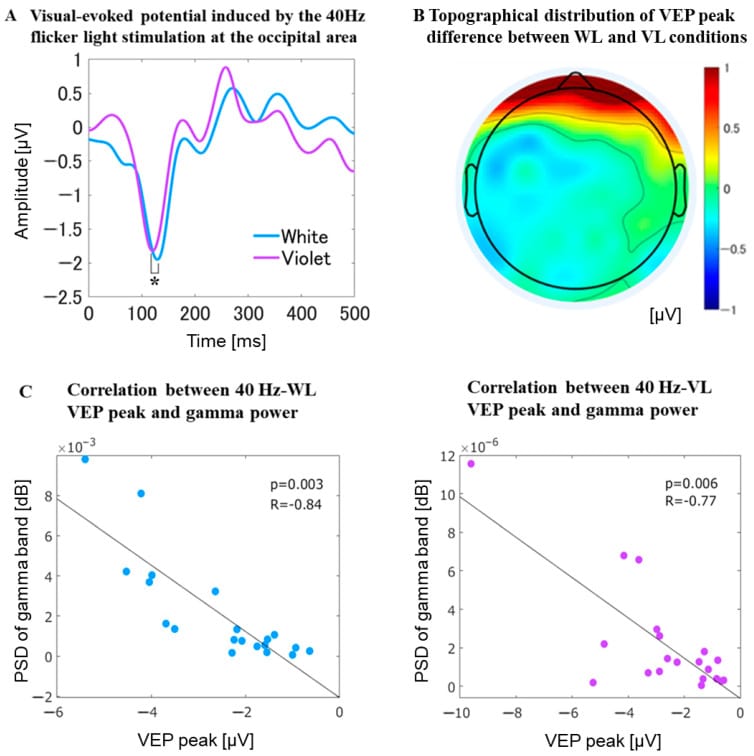 A Visual-evoked potential induced by the 40Hz
flicker light stimulation at the occipital area
1
0.5
0
−0.5
−1
−1.5
−2
−2.5
Amplitude [μV]
White
Violet
*
0 100 200 300 400 500
Time [ms]
B Topographical distribution of VEP peak
difference between WL and VL conditions
1
0.5
0
−0.5
−1
[μV]
C Correlation between 40 Hz-WL
VEP peak and gamma power
×10⁻³
8
6
4
2
0
−2
PSD of gamma band [dB]
p=0.003
R=-0.84
−6 −4 −2 0
VEP peak [μV]
Correlation between 40 Hz-VL
VEP peak and gamma power
×10⁻⁶
12
10
8
6
4
2
0
PSD of gamma band [dB]
p=0.006
R=-0.77
−10 −8 −6 −4 −2 0
VEP peak [μV]